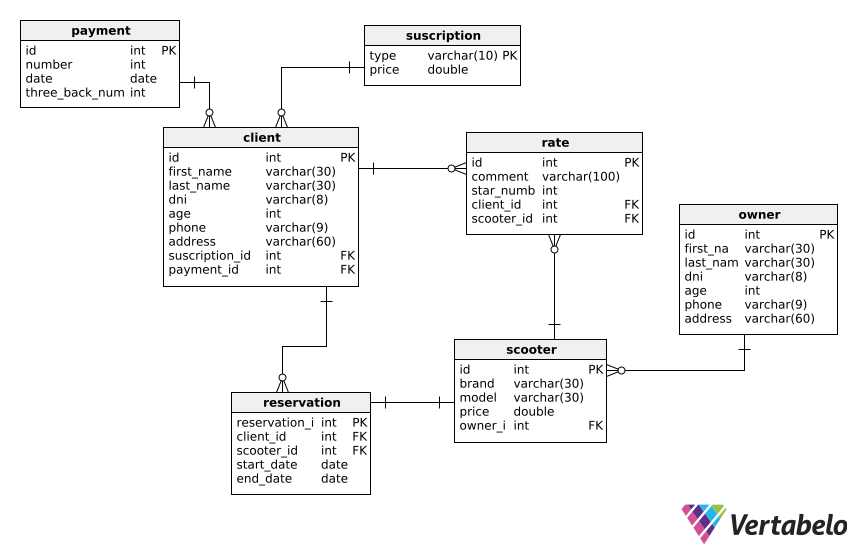 payment
id int PK
number int
date date
three_back_num int
suscription
type varchar(10) PK
price double
client
id int PK
first_name varchar(30)
last_name varchar(30)
dni varchar(8)
age int
phone varchar(9)
address varchar(60)
suscription_id int FK
payment_id int FK
rate
id int PK
comment varchar(100)
star_numb int
client_id int FK
scooter_id int FK
owner
id int PK
first_na varchar(30)
last_nam varchar(30)
dni varchar(8)
age int
phone varchar(9)
address varchar(60)
scooter
id int PK
brand varchar(30)
model varchar(30)
price double
owner_i int FK
reservation
reservation_i int PK
client_id int FK
scooter_id int FK
start_date date
end_date date
Vertabelo